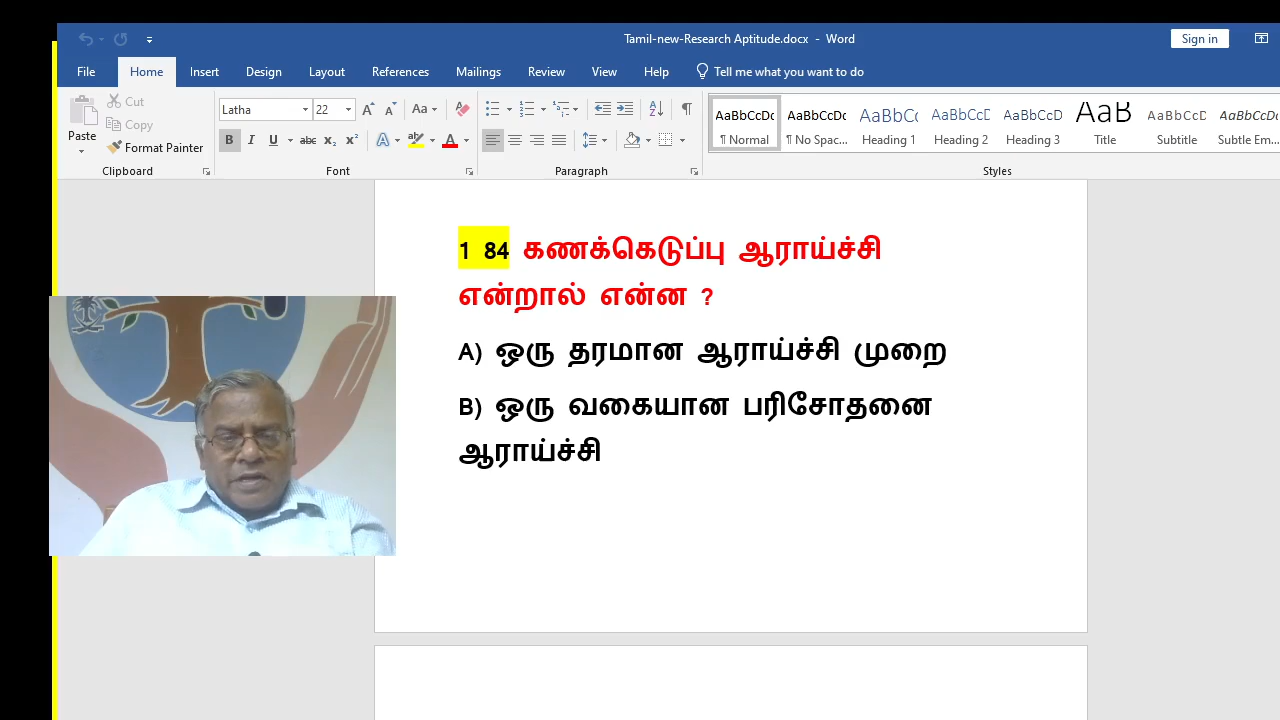 Tamil-new-Research Aptitude.docx - Word
Sign in
File Home Insert Design Layout References Mailings Review View Help Tell me what you want to do
Paste
Cut
Copy
Format Painter
Clipboard
Latha 22
Font
Paragraph
AaBbCcDc AaBbCcDc AaBbC AaBbCcD AaBbCcD AaB AaBbCcD AaBbCcDc
¶ Normal ¶ No Spac... Heading 1 Heading 2 Heading 3 Title Subtitle Subtle Em...
Styles
1 84 கணக்கெடுப்பு ஆராய்ச்சி
என்றால் என்ன ?
A) ஒரு தரமான ஆராய்ச்சி முறை
B) ஒரு வகையான பரிசோதனை
ஆராய்ச்சி